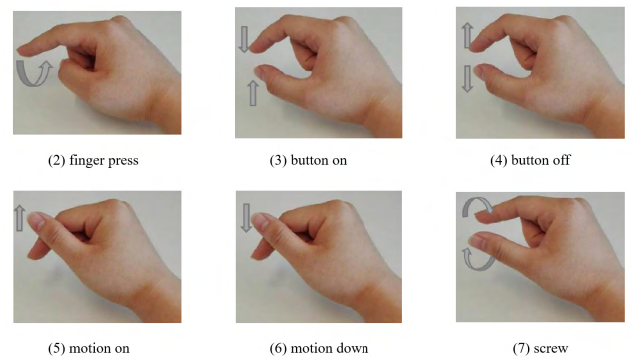 (2) finger press
(3) button on
(4) button off
(5) motion on
(6) motion down
(7) screw